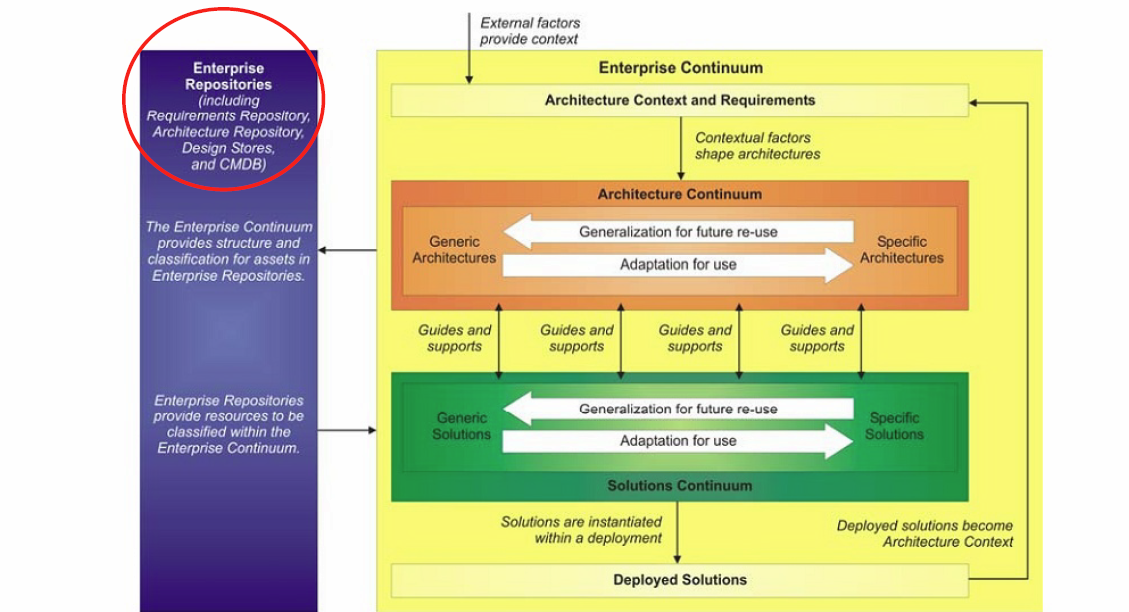 External factors
provide context
Enterprise
Repositories
(including
Requirements Repository,
Architecture Repository,
Design Stores,
and CMDB)
The Enterprise Continuum
provides structure and
classification for assets in
Enterprise Repositories.
Enterprise Repositories
provide resources to be
classified within the
Enterprise Continuum.
Enterprise Continuum
Architecture Context and Requirements
Contextual factors
shape architectures
Architecture Continuum
Generic
Architectures
Generalization for future re-use
Adaptation for use
Specific
Architectures
Guides and
supports
Guides and
supports
Guides and
supports
Guides and
supports
Generic
Solutions
Generalization for future re-use
Adaptation for use
Specific
Solutions
Solutions Continuum
Solutions are instantiated
within a deployment
Deployed solutions become
Architecture Context
Deployed Solutions